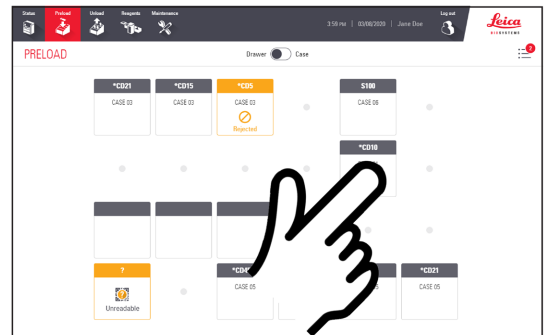 Status Preload Unload Reagents Maintenance
3:59 PM | 03/08/2020 | Jane Doe
Log out
Leica
BIOSYSTEMS
PRELOAD
Drawer Case
?
*CD21 *CD15 *CD5 S100
CASE 03 CASE 03 CASE 03 CASE 08
Rejected
*CD10
? *CD21
CASE 05 CASE 05
Unreadable